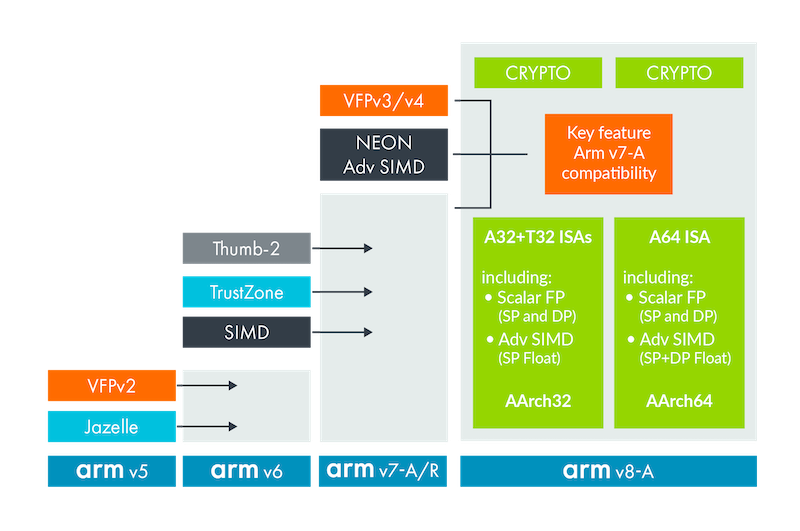 CRYPTO
CRYPTO
VFPv3/v4
NEON
Adv SIMD
Key feature
Arm v7-A
compatibility
Thumb-2
TrustZone
SIMD
A32+T32 ISAs
including:
• Scalar FP
(SP and DP)
• Adv SIMD
(SP Float)
AArch32
A64 ISA
including:
• Scalar FP
(SP and DP)
• Adv SIMD
(SP+DP Float)
AArch64
VFPv2
Jazelle
arm v5
arm v6
arm v7-A/R
arm v8-A